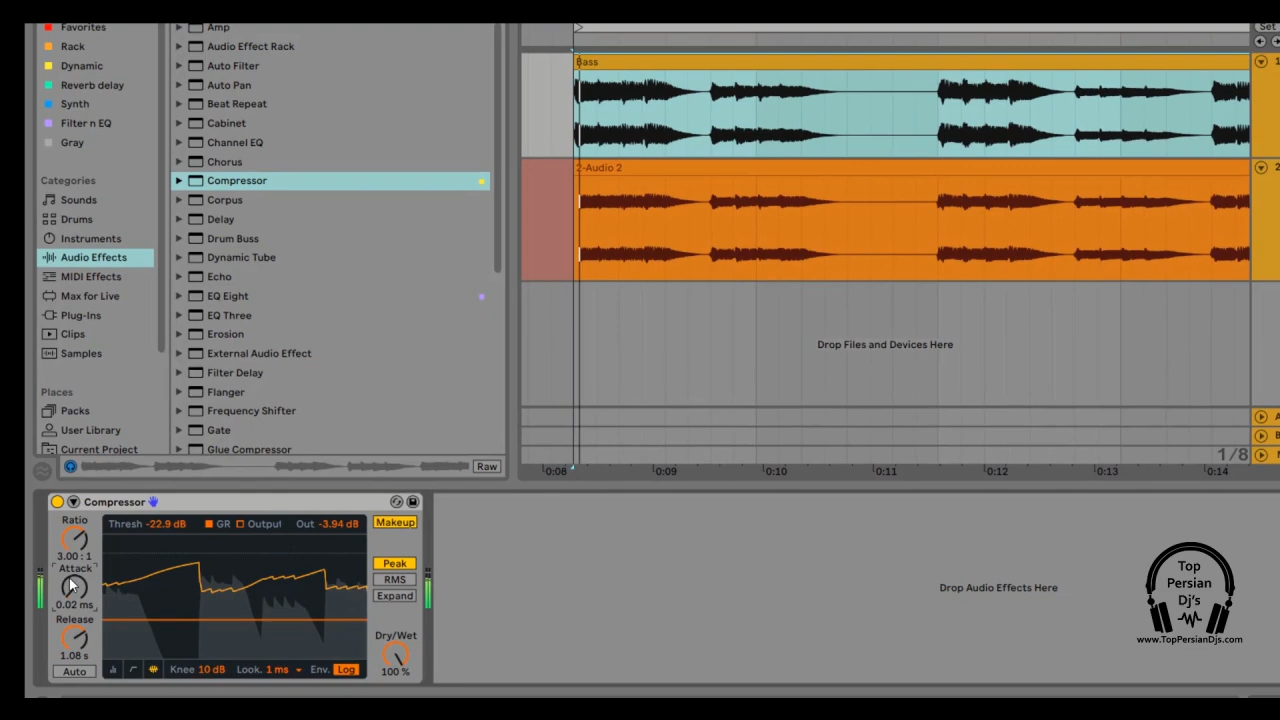 Favorites
Rack
Dynamic
Reverb delay
Synth
Filter n EQ
Gray
Categories
Sounds
Drums
Instruments
Audio Effects
MIDI Effects
Max for Live
Plug-Ins
Clips
Samples
Places
Packs
User Library
Current Project
Amp
Audio Effect Rack
Auto Filter
Auto Pan
Beat Repeat
Cabinet
Channel EQ
Chorus
Compressor
Corpus
Delay
Drum Buss
Dynamic Tube
Echo
EQ Eight
EQ Three
Erosion
External Audio Effect
Filter Delay
Flanger
Frequency Shifter
Gate
Glue Compressor
Raw
Set
Bass
1
2-Audio 2
2
Drop Files and Devices Here
A
B
1/8
0:08 0:09 0:10 0:11 0:12 0:13 0:14
Compressor
Ratio
3.00 : 1
Attack
0.02 ms
Release
1.08 s
Auto
Thresh -22.9 dB GR Output Out -3.94 dB
Knee 10 dB Look. 1 ms Env. Log
Makeup
Peak
RMS
Expand
Dry/Wet
100 %
Drop Audio Effects Here
Top
Persian
Dj's
www.TopPersianDjs.com